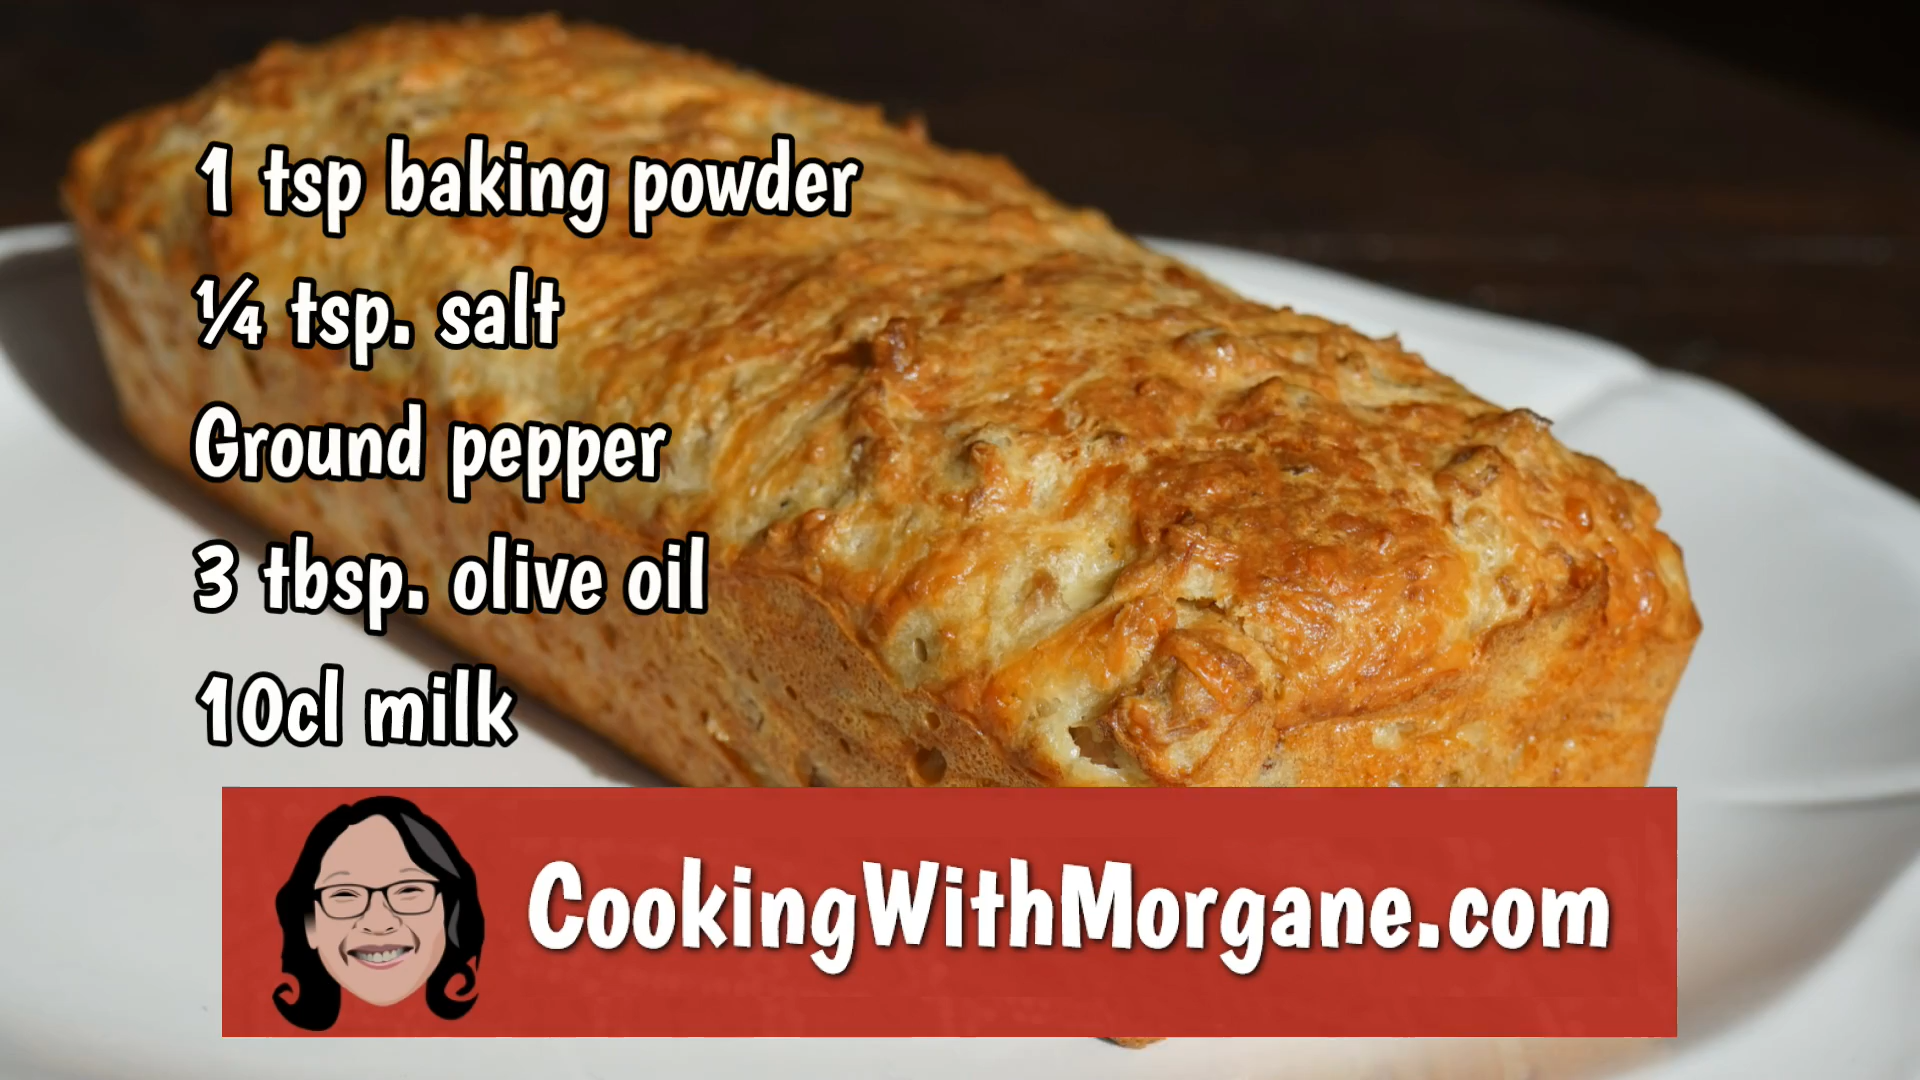 1 tsp baking powder
¼ tsp. salt
Ground pepper
3 tbsp. olive oil
10cl milk
CookingWithMorgane.com